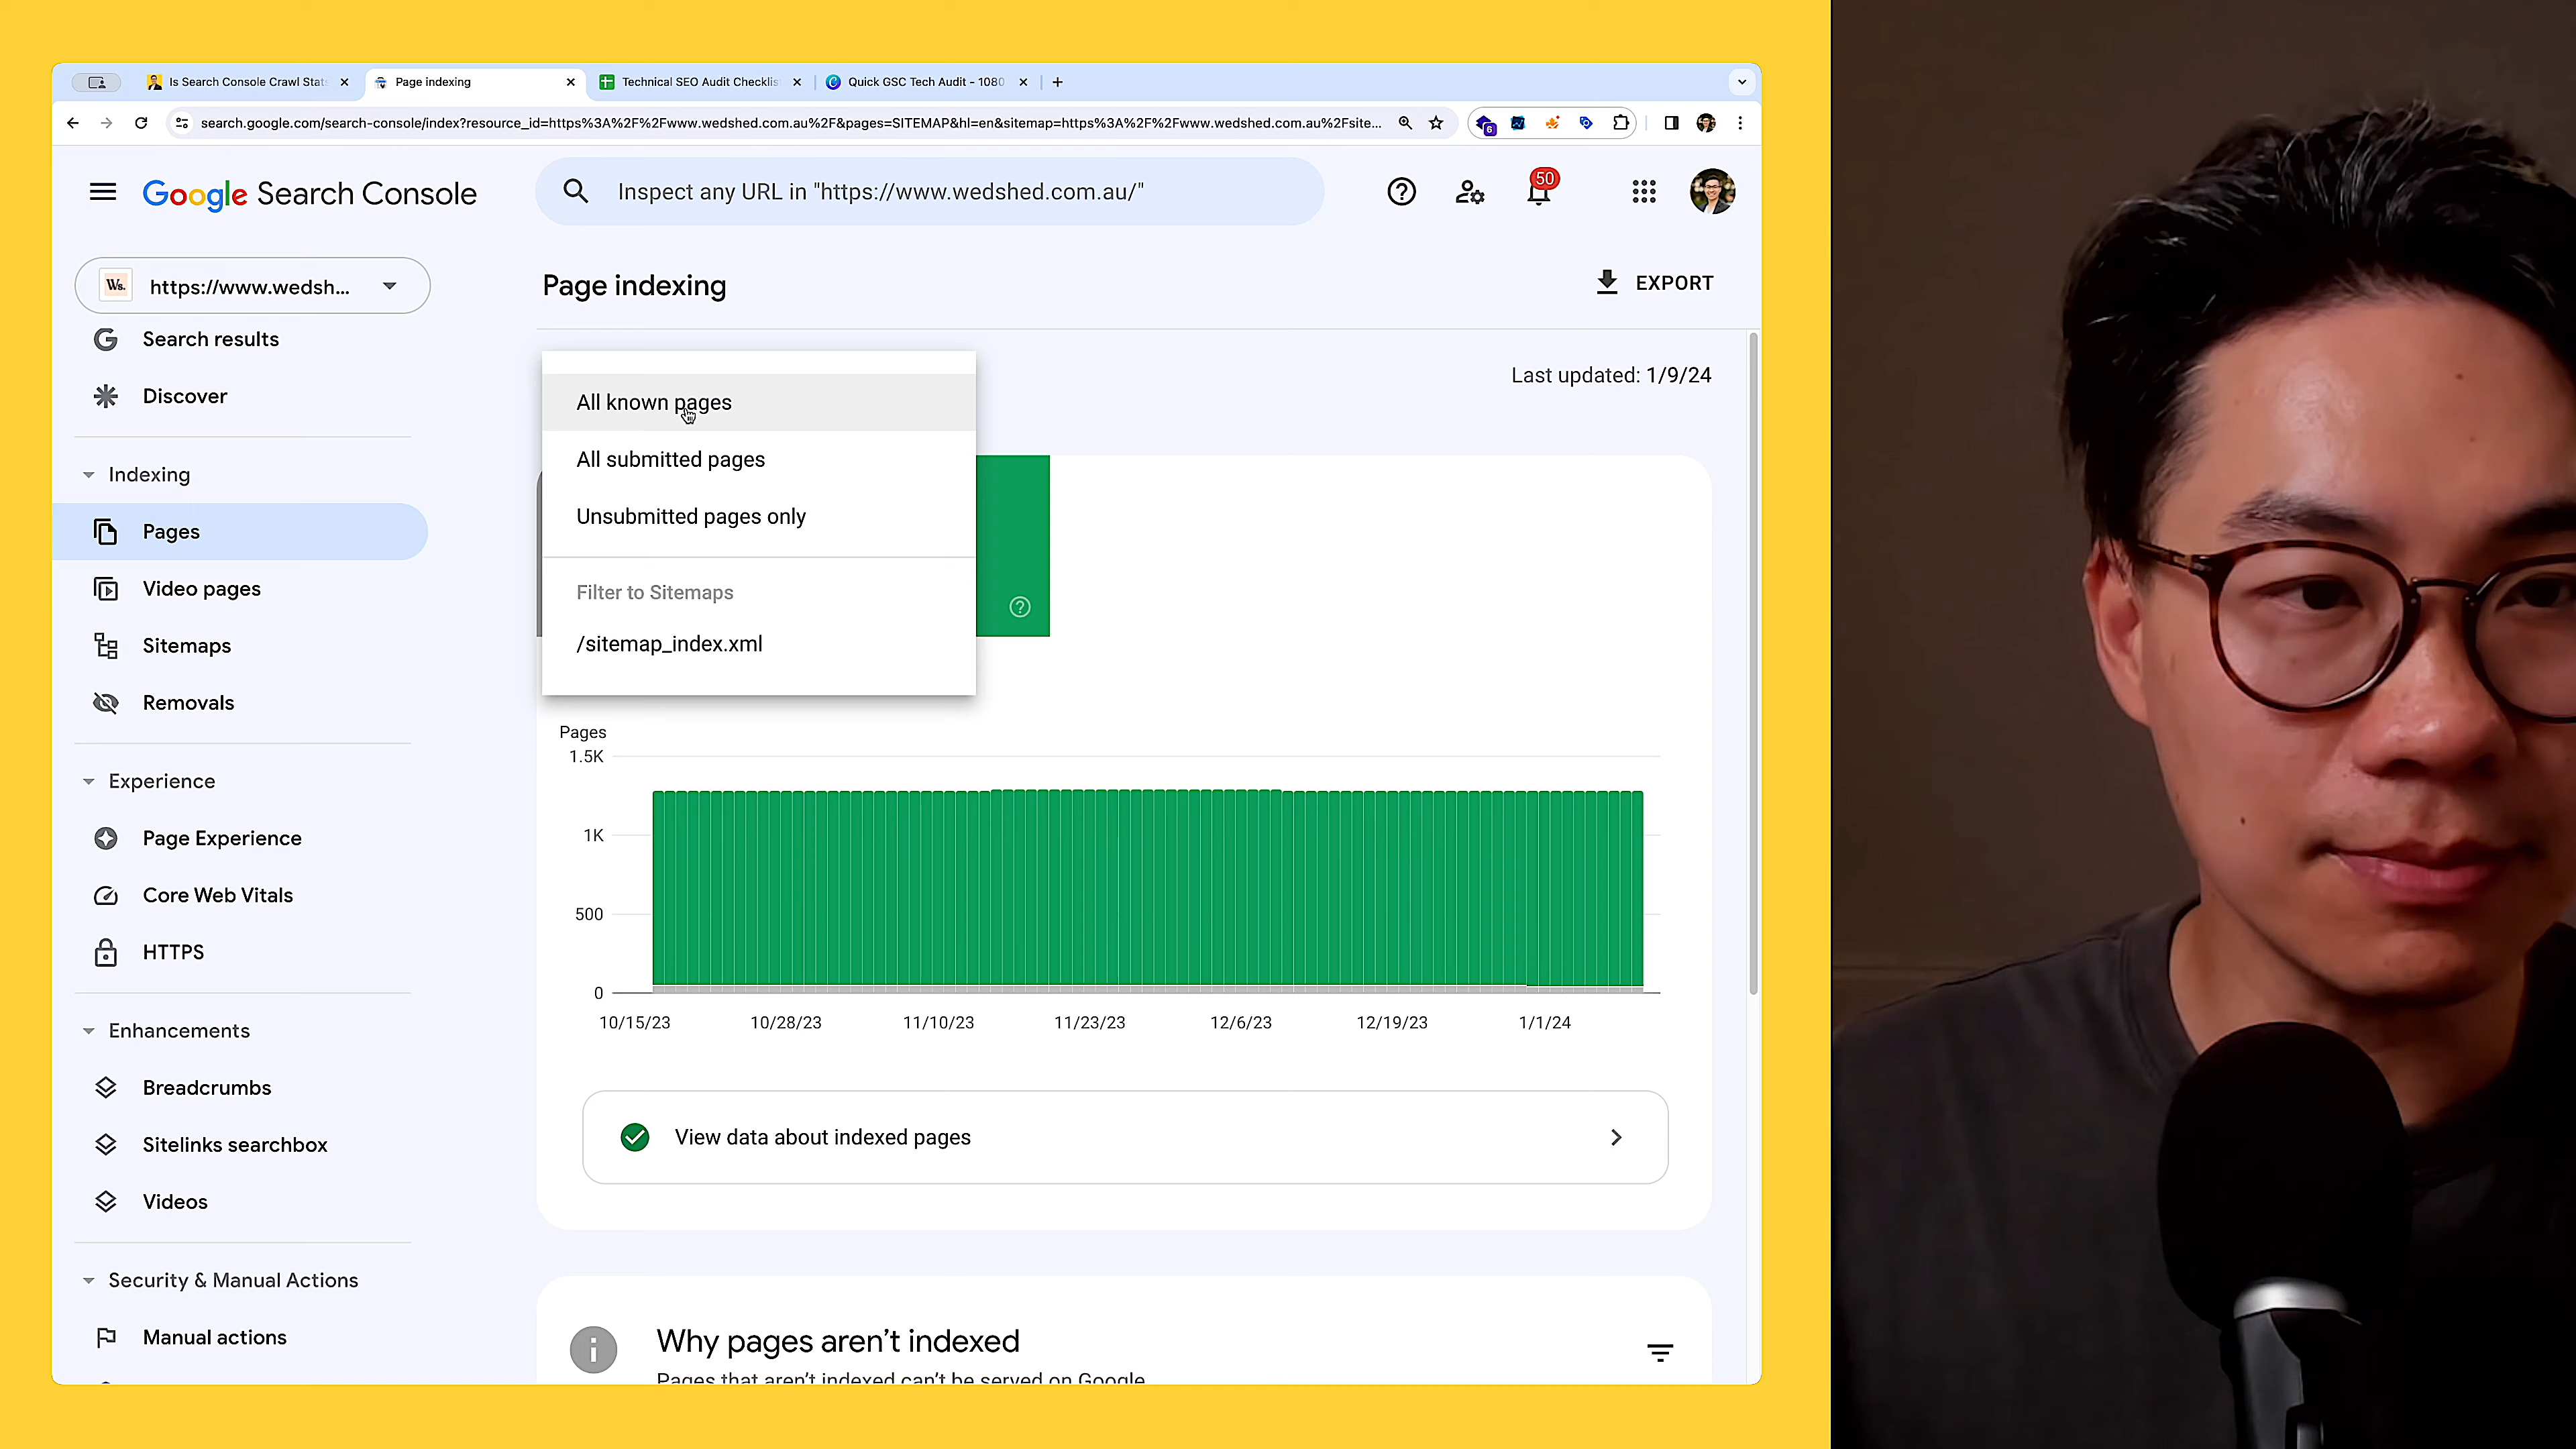 Is Search Console Crawl Stats
Page indexing
Technical SEO Audit Checklis
Quick GSC Tech Audit - 1080
search.google.com/search-console/index?resource_id=https%3A%2F%2Fwww.wedshed.com.au%2F&pages=SITEMAP&hl=en&sitemap=https%3A%2F%2Fwww.wedshed.com.au%2Fsite...
6
Google Search Console
Inspect any URL in "https://www.wedshed.com.au/"
50
Ws.
https://www.wedsh...
Page indexing
EXPORT
Search results
Discover
Indexing
Pages
Video pages
Sitemaps
Removals
Experience
Page Experience
Core Web Vitals
HTTPS
Enhancements
Breadcrumbs
Sitelinks searchbox
Videos
Security & Manual Actions
Manual actions
Last updated: 1/9/24
All known pages
All submitted pages
Unsubmitted pages only
Filter to Sitemaps
/sitemap_index.xml
Pages
1.5K
1K
500
0
10/15/23
10/28/23
11/10/23
11/23/23
12/6/23
12/19/23
1/1/24
View data about indexed pages
Why pages aren't indexed
Pages that aren't indexed can't be served on Google